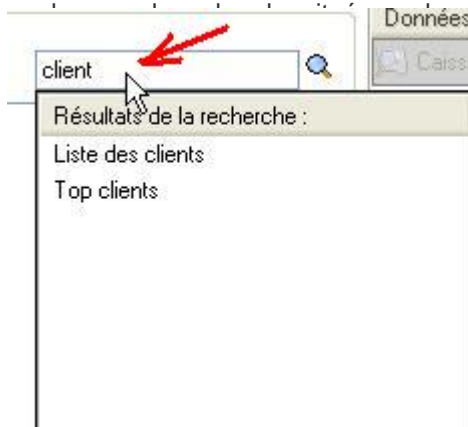 Données
client
Caiss
Résultats de la recherche :
Liste des clients
Top clients